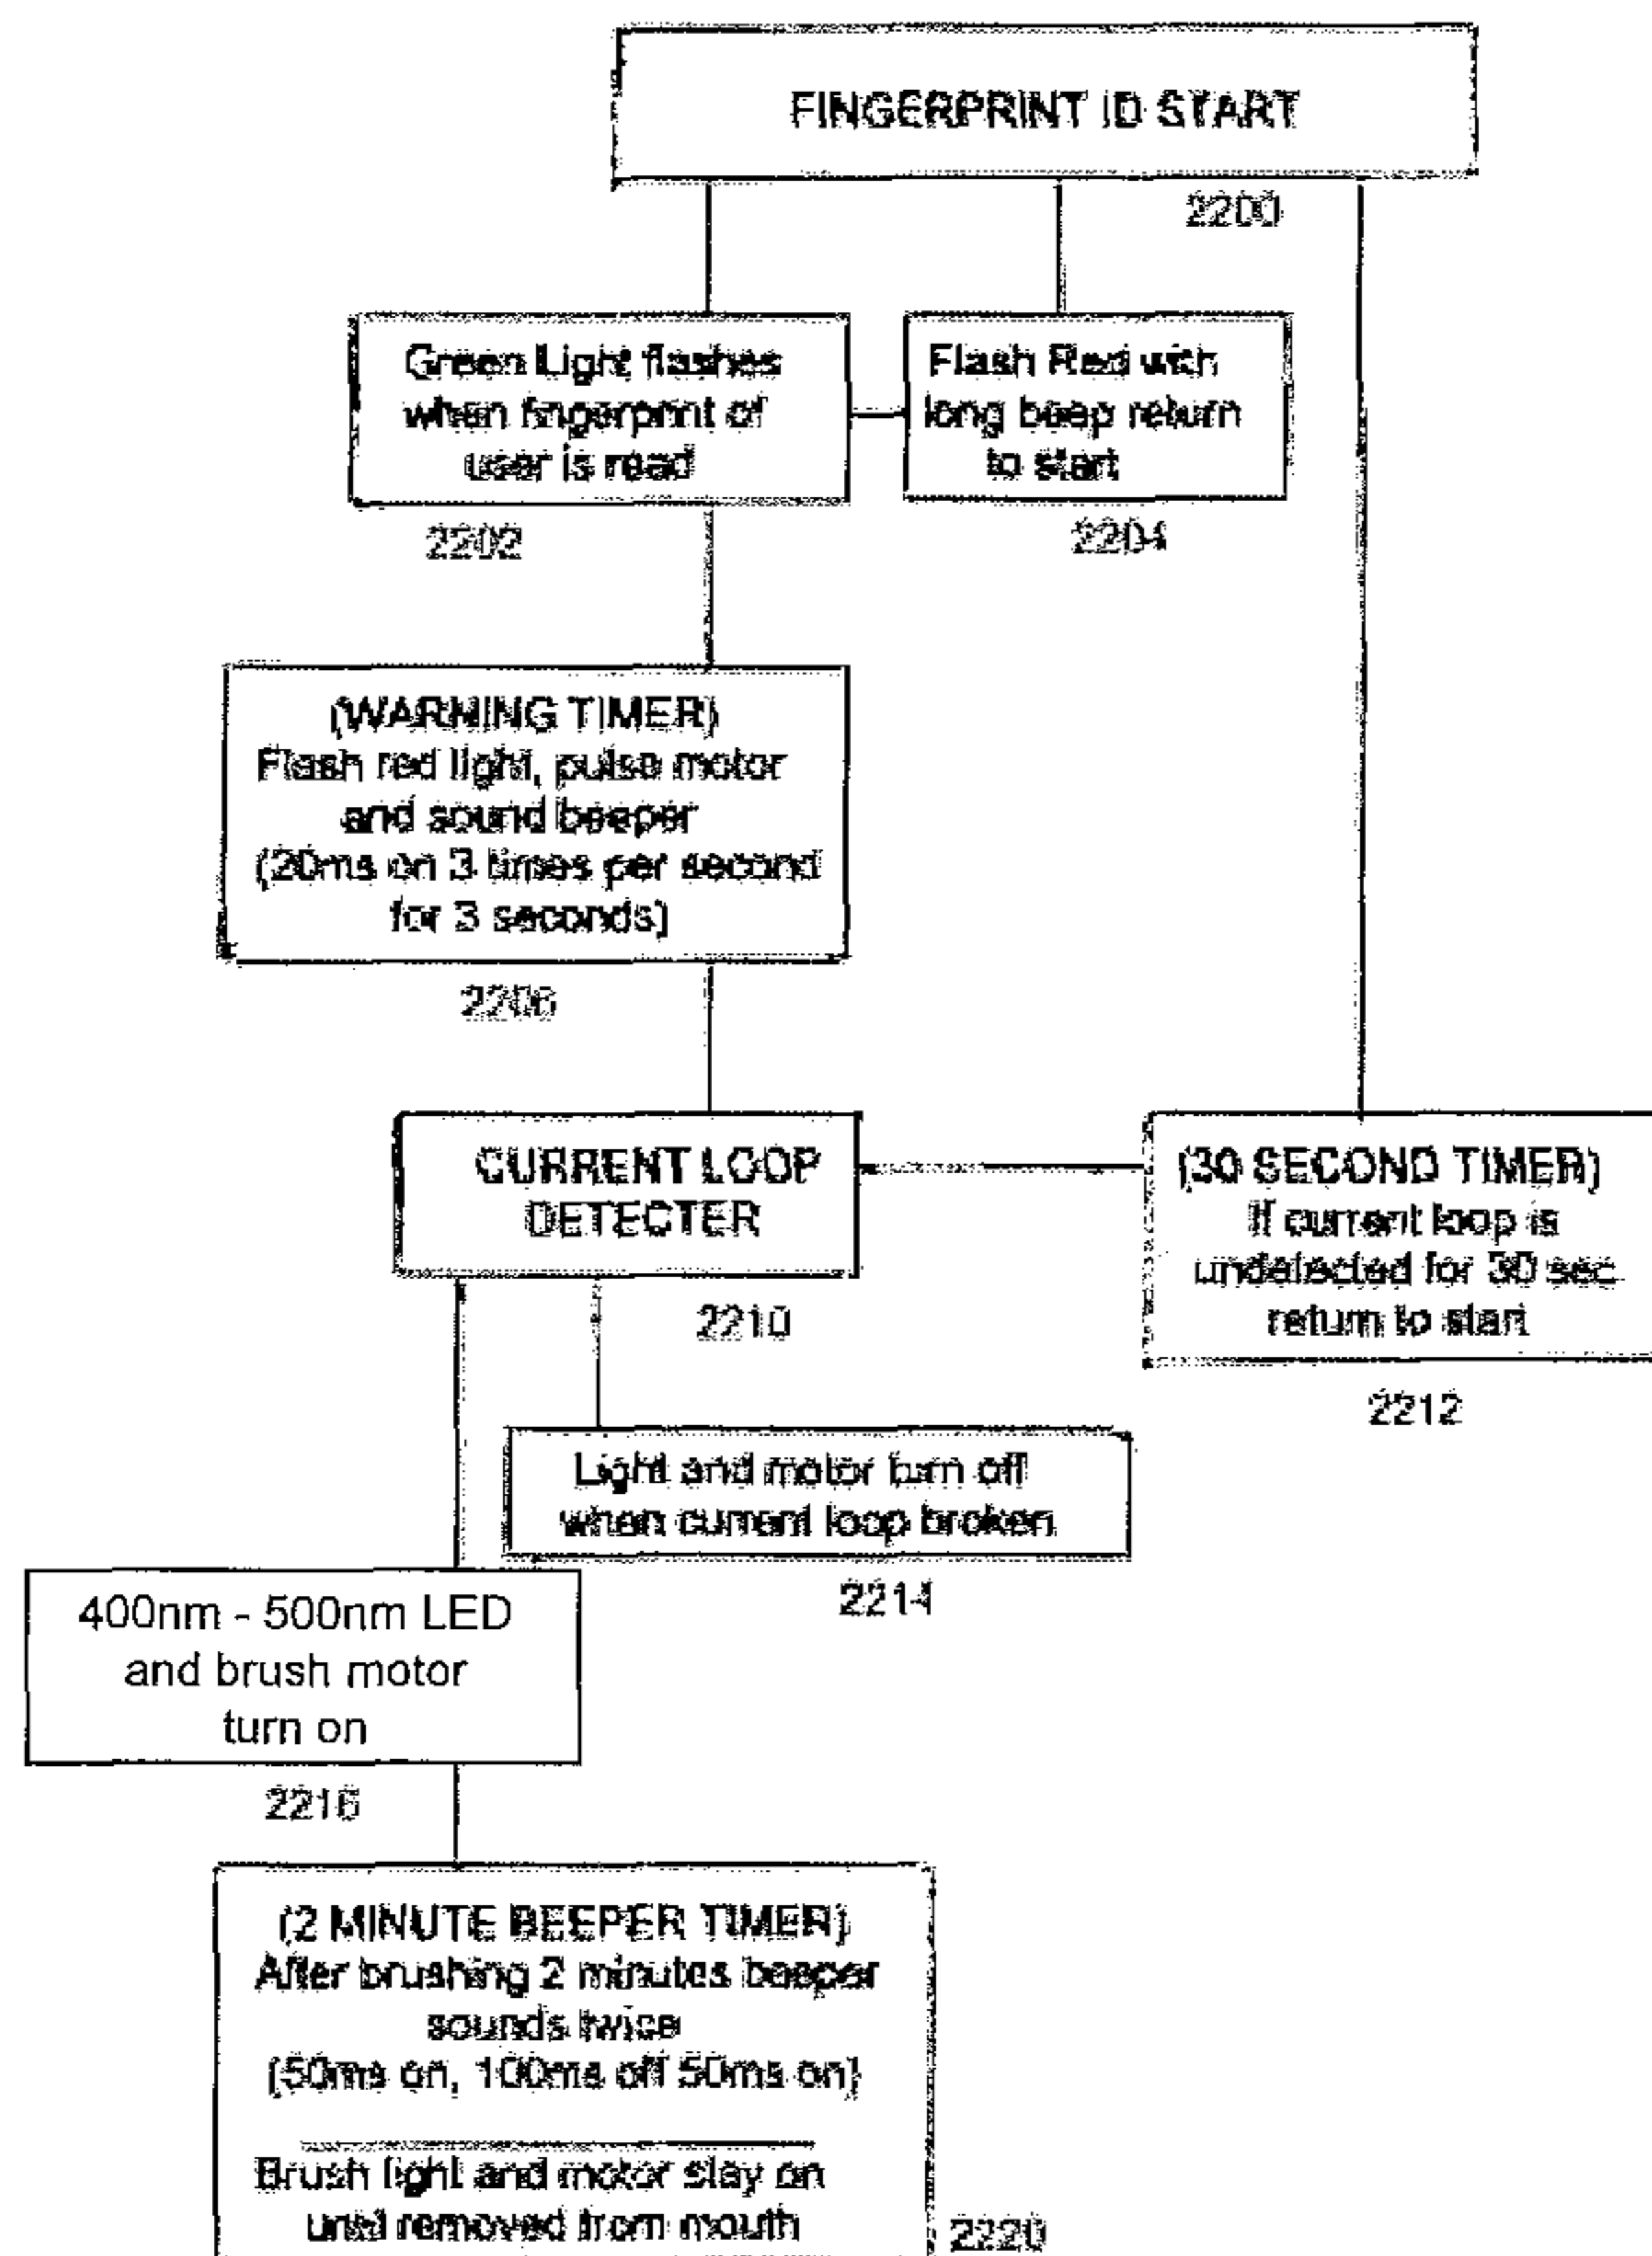 FINGERPRINT ID START
2200
Green Light flashes
when fingerprint of
user is read
2202
Flash Red with
long beep return
to start
2204
(WARNING TIMER)
Flash red light, pulse motor
and sound beeper
(20ms on 3 times per second
for 3 seconds)
2206
CURRENT LOOP
DETECTER
2210
(30 SECOND TIMER)
If current loop is
undetected for 30 sec
return to start
2212
Light and motor turn off
when current loop broken
2214
400nm - 500nm LED
and brush motor
turn on
2216
(2 MINUTE BEEPER TIMER)
After brushing 2 minutes beeper
sounds twice
(50ms on, 100ms off 50ms on)
Brush light and motor stay on
until removed from mouth
2220